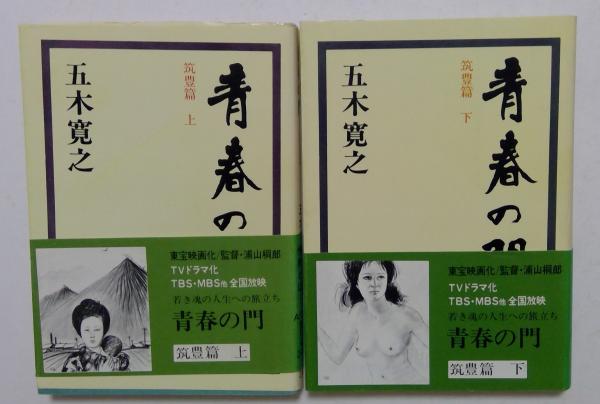 青春の
筑豊篇 上
五木寛之
東宝映画化/監督・浦山桐郎
TVドラマ化
TBS・MBS他 全国放映
若き魂の人生への旅立ち
青春の門
筑豊篇 上
青春の門
筑豊篇 下
五木寛之
東宝映画化/監督・浦山桐郎
TVドラマ化
TBS・MBS他 全国放映
若き魂の人生への旅立ち
青春の門
筑豊篇 下